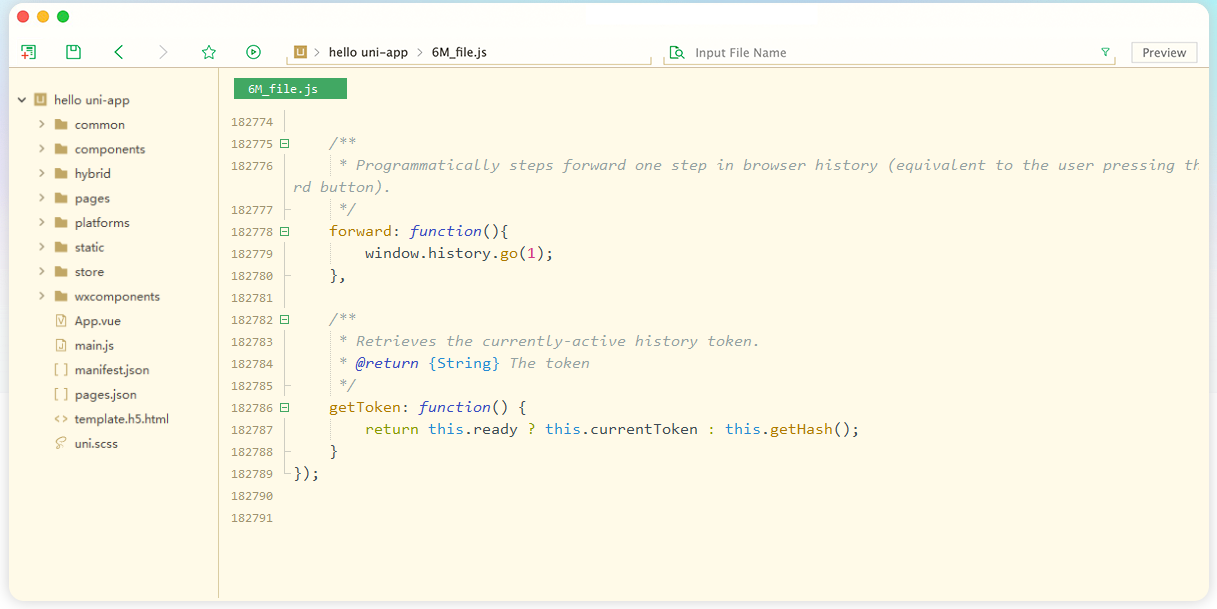 hello uni-app > 6M_file.js
Input File Name
Preview
hello uni-app
common
components
hybrid
pages
platforms
static
store
wxcomponents
App.vue
main.js
[ ] manifest.json
[ ] pages.json
<> template.h5.html
uni.scss
6M_file.js
182774
182775 /**
182776 * Programmatically steps forward one step in browser history (equivalent to the user pressing th
rd button).
182777 */
182778 forward: function(){
182779 window.history.go(1);
182780 },
182781
182782 /**
182783 * Retrieves the currently-active history token.
182784 * @return {String} The token
182785 */
182786 getToken: function() {
182787 return this.ready ? this.currentToken : this.getHash();
182788 }
182789 });
182790
182791